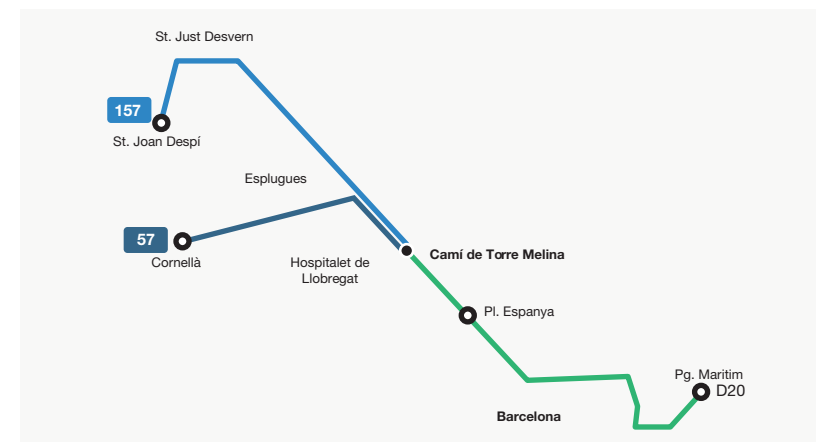 St. Just Desvern
157
St. Joan Despí
Esplugues
57
Cornellà
Hospitalet de
Llobregat
Camí de Torre Melina
Pl. Espanya
Pg. Maritim
D20
Barcelona